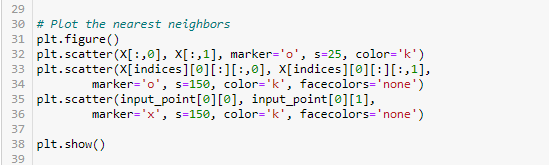 29
30 # Plot the nearest neighbors
31 plt.figure()
32 plt.scatter(X[:,0], X[:,1], marker='o', s=25, color='k')
33 plt.scatter(X[indices][0][:][:,0], X[indices][0][:][:,1],
34         marker='o', s=150, color='k', facecolors='none')
35 plt.scatter(input_point[0][0], input_point[0][1],
36         marker='x', s=150, color='k', facecolors='none')
37
38 plt.show()
39